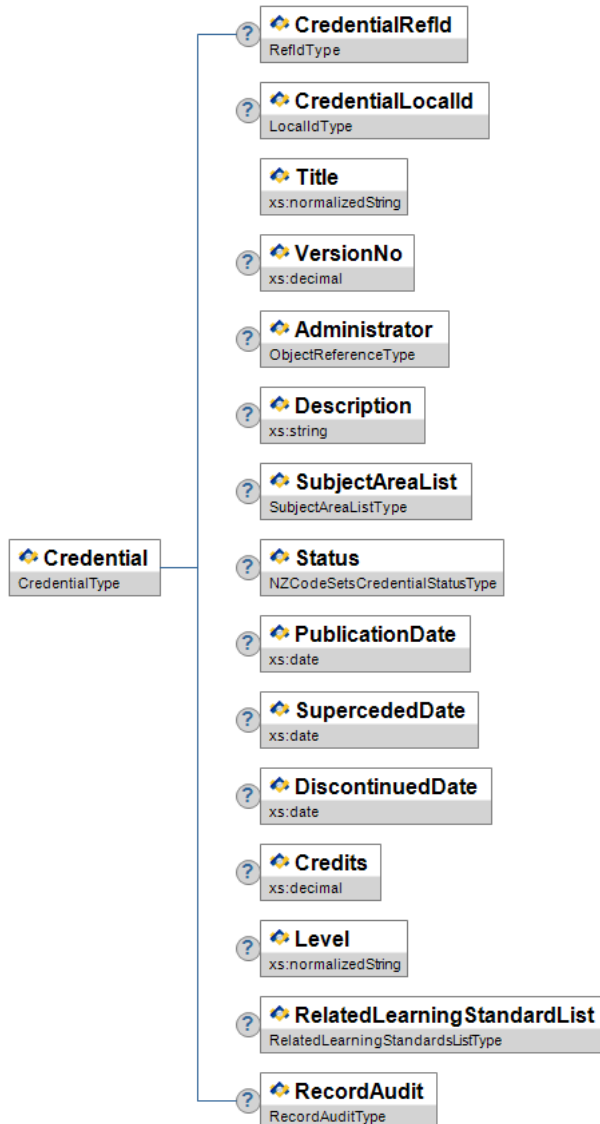 ?
CredentialRefId
RefIdType
?
CredentialLocalId
LocalIdType
Title
xs:normalizedString
?
VersionNo
xs:decimal
?
Administrator
ObjectReferenceType
?
Description
xs:string
?
SubjectAreaList
SubjectAreaListType
Credential
CredentialType
?
Status
NZCodeSetsCredentialStatusType
?
PublicationDate
xs:date
?
SupercededDate
xs:date
?
DiscontinuedDate
xs:date
?
Credits
xs:decimal
?
Level
xs:normalizedString
?
RelatedLearningStandardList
RelatedLearningStandardsListType
?
RecordAudit
RecordAuditType